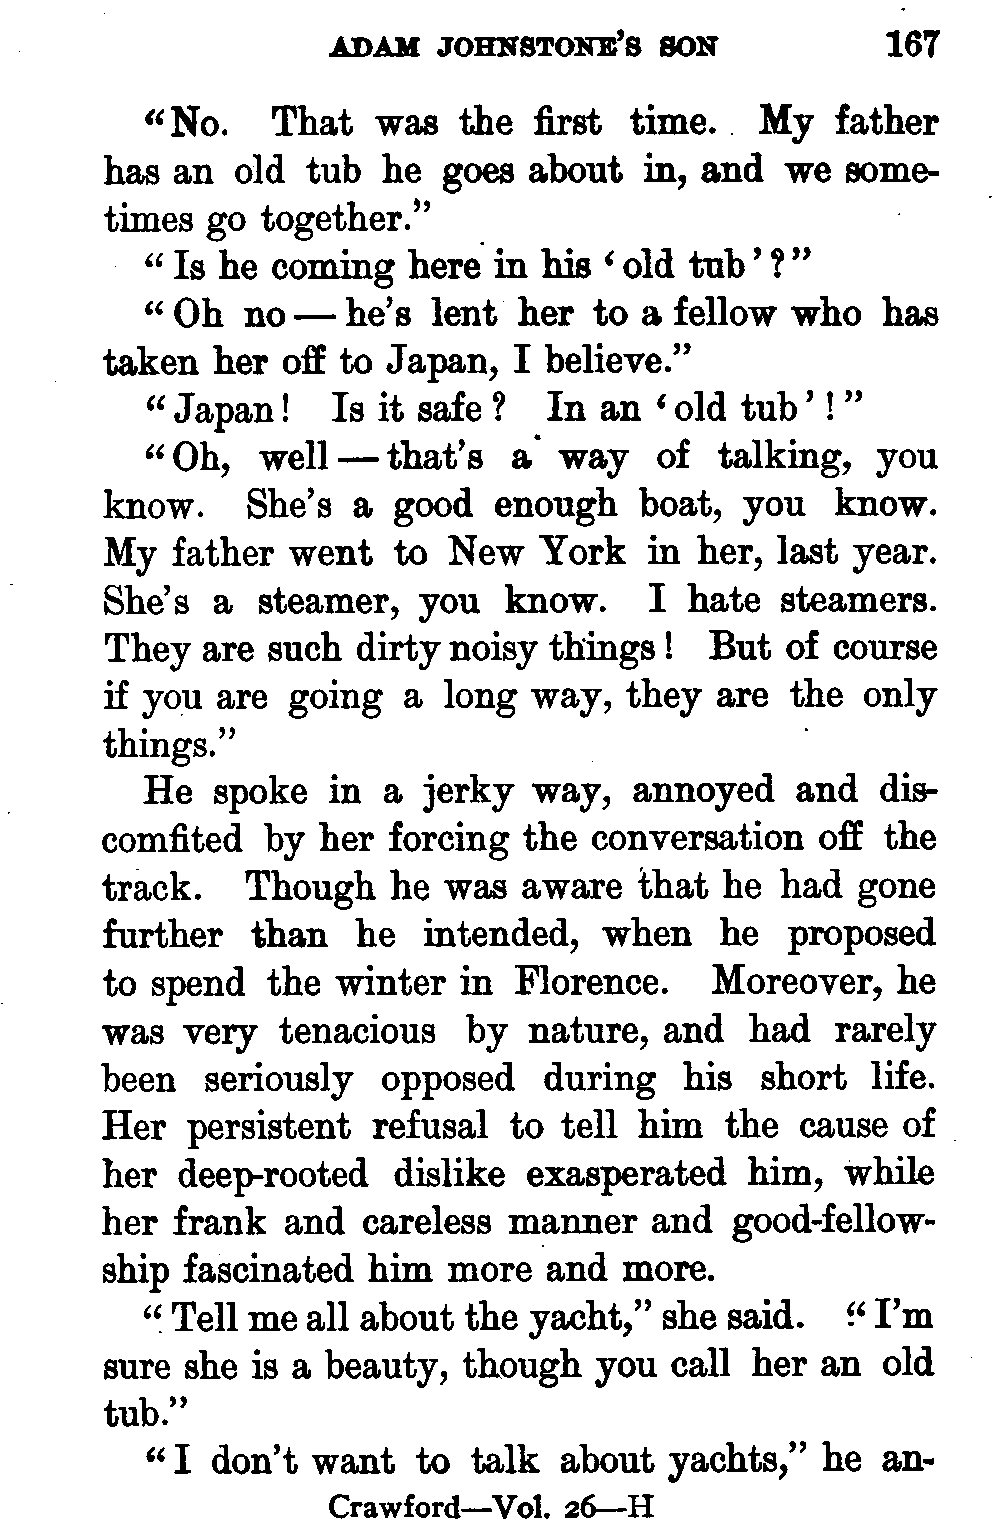 ADAM JOHNSTONE'S SON 167
"No. That was the first time. My father
has an old tub he goes about in, and we some-
times go together."
"Is he coming here in his 'old tub'?"
"Oh no — he's lent her to a fellow who has
taken her off to Japan, I believe."
"Japan! Is it safe? In an 'old tub'!"
"Oh, well — that's a way of talking, you
know. She's a good enough boat, you know.
My father went to New York in her, last year.
She's a steamer, you know. I hate steamers.
They are such dirty noisy things! But of course
if you are going a long way, they are the only
things."
He spoke in a jerky way, annoyed and dis-
comfited by her forcing the conversation off the
track. Though he was aware that he had gone
further than he intended, when he proposed
to spend the winter in Florence. Moreover, he
was very tenacious by nature, and had rarely
been seriously opposed during his short life.
Her persistent refusal to tell him the cause of
her deep-rooted dislike exasperated him, while
her frank and careless manner and good-fellow-
ship fascinated him more and more.
"Tell me all about the yacht," she said. "I'm
sure she is a beauty, though you call her an old
tub."
"I don't want to talk about yachts," he an-
Crawford—Vol. 26—H